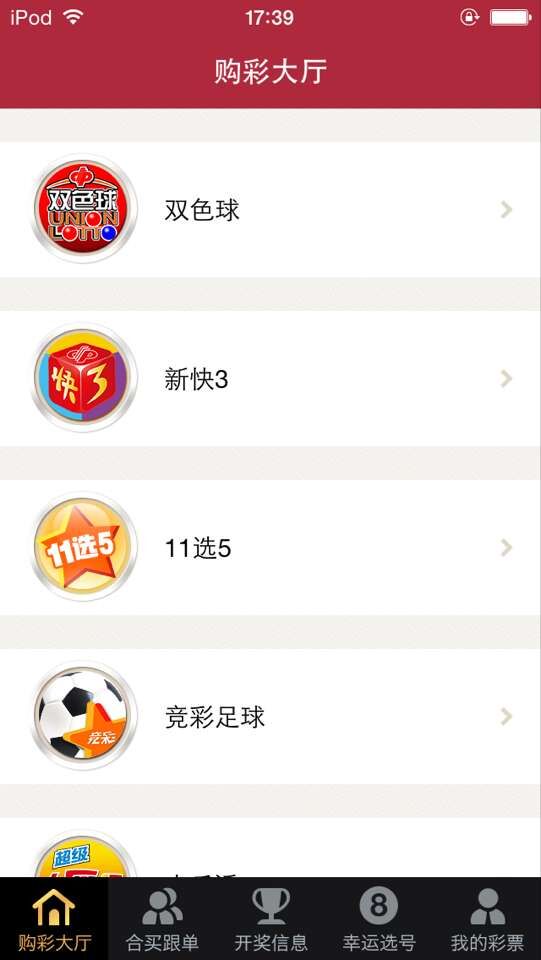 iPod
17:39
购彩大厅
双色球
UNION
LOTTO
双色球
快3
新快3
11选5
11选5
竞彩
竞彩足球
超级
购彩大厅
合买跟单
开奖信息
8
幸运选号
我的彩票